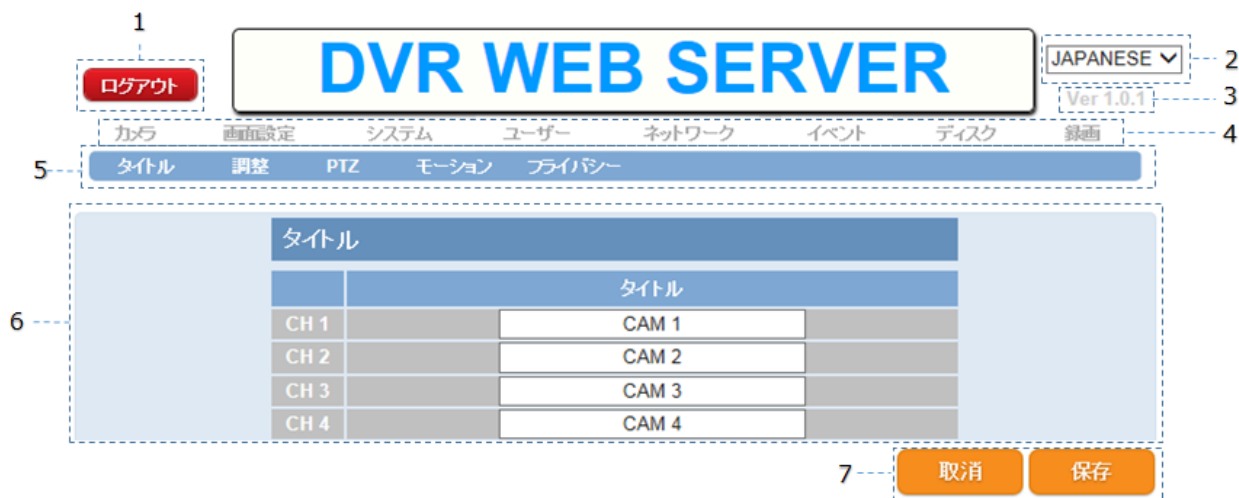 1
DVR WEB SERVER
JAPANESE
2
ログアウト
Ver 1.0.1
3
カメラ 画面設定 システム ユーザー ネットワーク イベント ディスク 録画
4
5
タイトル 調整 PTZ モーション プライバシー
タイトル
タイトル
6
CH 1 CAM 1
CH 2 CAM 2
CH 3 CAM 3
CH 4 CAM 4
7
取消 保存